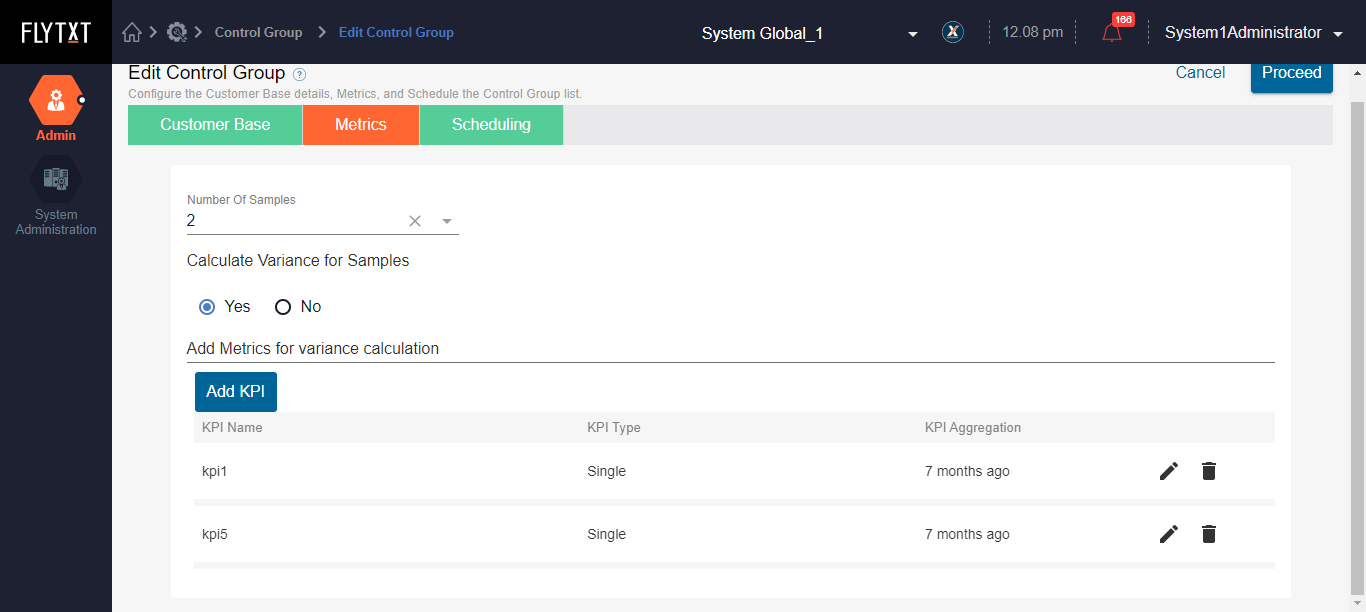 FLYTXT
Control Group
Edit Control Group
System Global_1
X
12.08 pm
166
System1Administrator
Admin
System
Administration
Edit Control Group ?
Cancel
Proceed
Configure the Customer Base details, Metrics, and Schedule the Control Group list.
Customer Base
Metrics
Scheduling
Number Of Samples
2
Calculate Variance for Samples
Yes
No
Add Metrics for variance calculation
Add KPI
KPI Name
KPI Type
KPI Aggregation
kpi1
Single
7 months ago
kpi5
Single
7 months ago